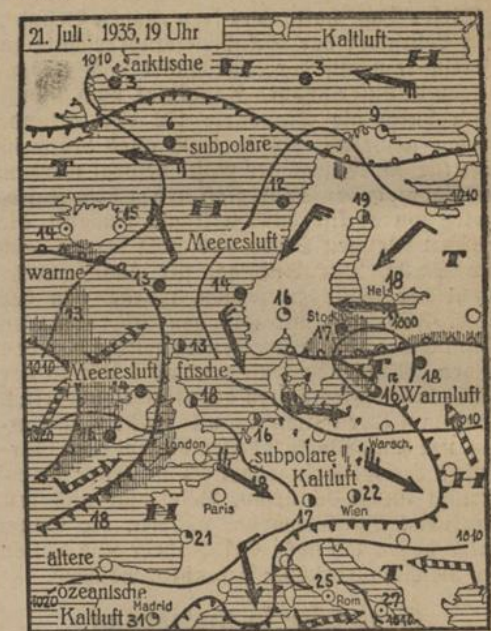 21. Juli. 1935, 19 Uhr
Kaltluft
1010
arktische
H
H
3
3
6
9
T
subpolare
12
1010
14
15
H
19
Meeresluft
T
warme
13
14
18
Hels
16
Stockholm
1000
13
17
13
1010
Meeresluft
frische
T
18
14
18
16
Warmluft
1020
16
16
London
subpolare
Warsch.
Kaltluft
18
18
22
H
H
Paris
17
Wien
21
1010
ältere
25
T
1020
ozeanische
Rom
27
Kaltluft
Madrid
31
1010